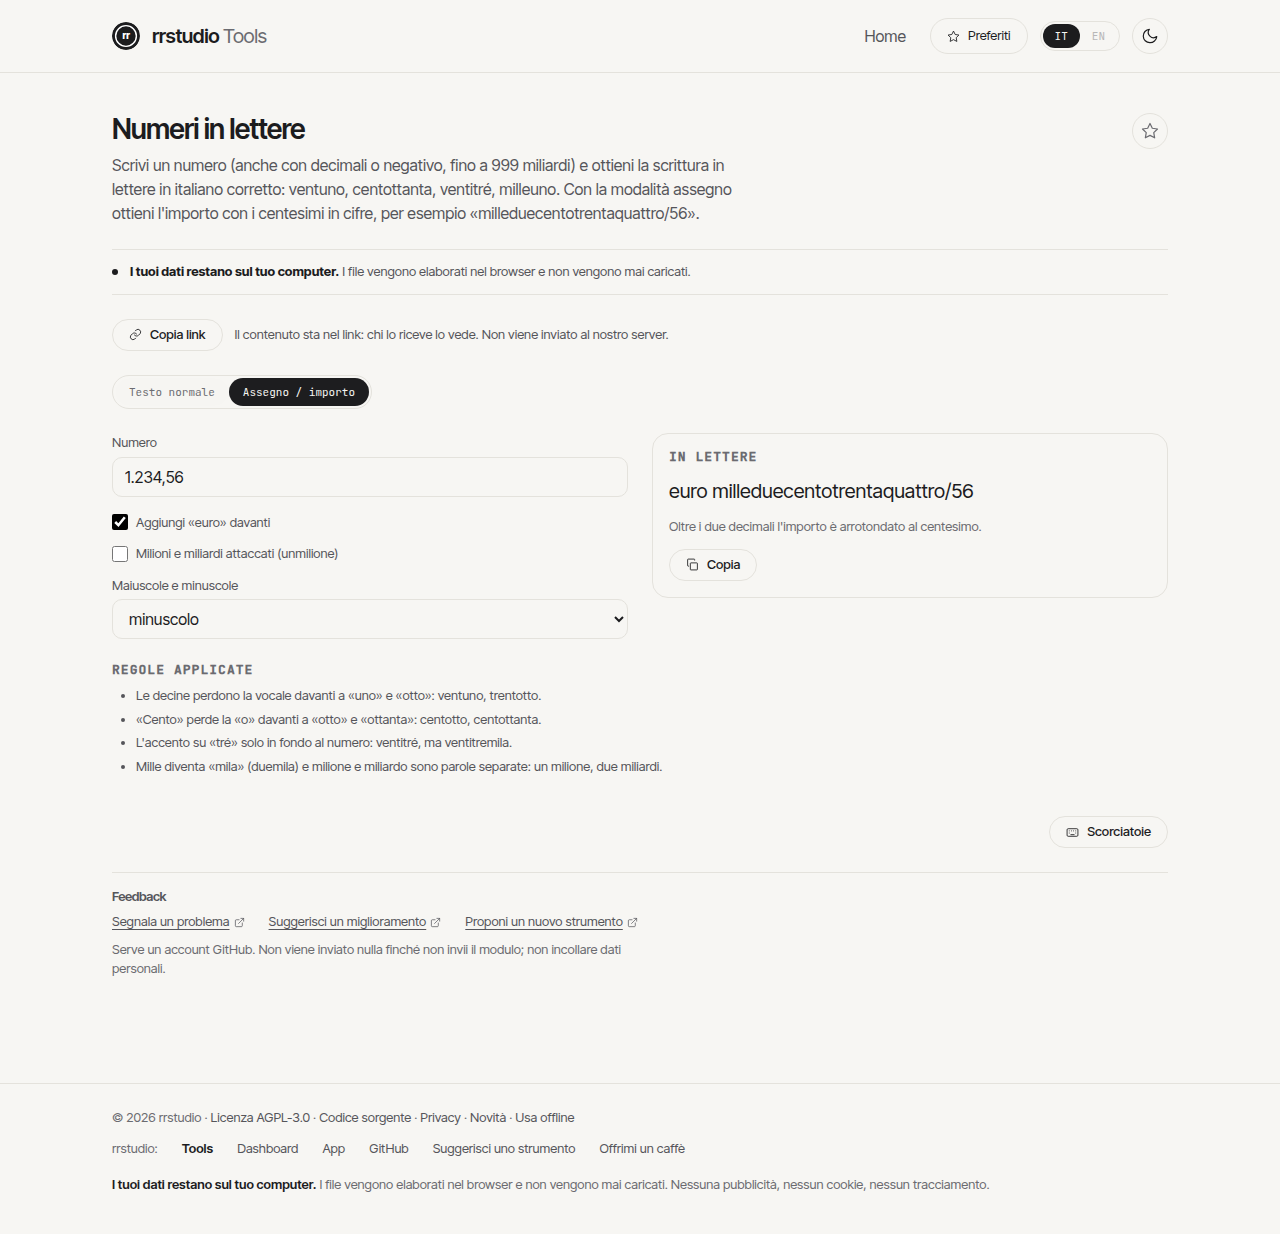 rr rrstudio Tools
Home
Preferiti
IT EN
Numeri in lettere
Scrivi un numero (anche con decimali o negativo, fino a 999 miliardi) e ottieni la scrittura in
lettere in italiano corretto: ventuno, centottanta, ventitré, milleuno. Con la modalità assegno
ottieni l'importo con i centesimi in cifre, per esempio «milleduecentotrentaquattro/56».
I tuoi dati restano sul tuo computer. I file vengono elaborati nel browser e non vengono mai caricati.
Copia link
Il contenuto sta nel link: chi lo riceve lo vede. Non viene inviato al nostro server.
Testo normale
Assegno / importo
Numero
1.234,56
Aggiungi «euro» davanti
Milioni e miliardi attaccati (unmilione)
Maiuscole e minuscole
minuscolo
IN LETTERE
euro milleduecentotrentaquattro/56
Oltre i due decimali l'importo è arrotondato al centesimo.
Copia
REGOLE APPLICATE
• Le decine perdono la vocale davanti a «uno» e «otto»: ventuno, trentotto.
• «Cento» perde la «o» davanti a «otto» e «ottanta»: centotto, centottanta.
• L'accento su «tré» solo in fondo al numero: ventitré, ma ventitremila.
• Mille diventa «mila» (duemila) e milione e miliardo sono parole separate: un milione, due miliardi.
Scorciatoie
Feedback
Segnala un problema
Suggerisci un miglioramento
Proponi un nuovo strumento
Serve un account GitHub. Non viene inviato nulla finché non invii il modulo; non incollare dati
personali.
© 2026 rrstudio · Licenza AGPL-3.0 · Codice sorgente · Privacy · Novità · Usa offline
rrstudio: Tools Dashboard App GitHub Suggerisci uno strumento Offrimi un caffè
I tuoi dati restano sul tuo computer. I file vengono elaborati nel browser e non vengono mai caricati. Nessuna pubblicità, nessun cookie, nessun tracciamento.